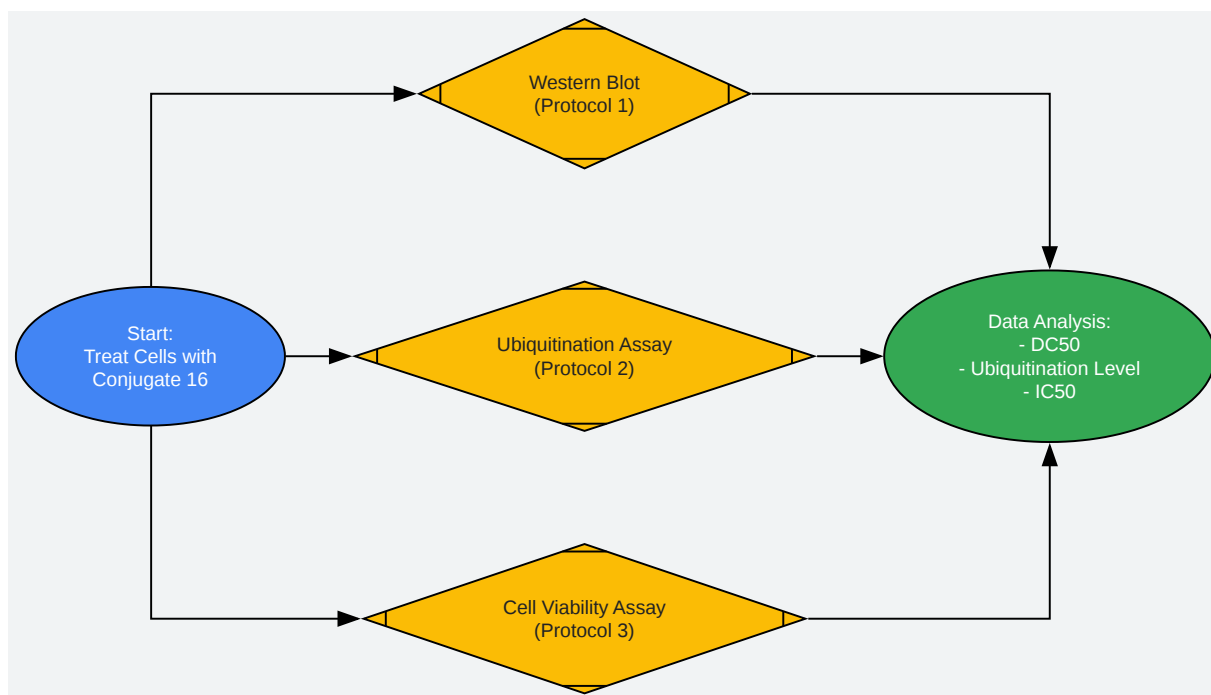 Western Blot
(Protocol 1)
Start:
Treat Cells with
Conjugate 16
Ubiquitination Assay
(Protocol 2)
Data Analysis:
- DC50
- Ubiquitination Level
- IC50
Cell Viability Assay
(Protocol 3)